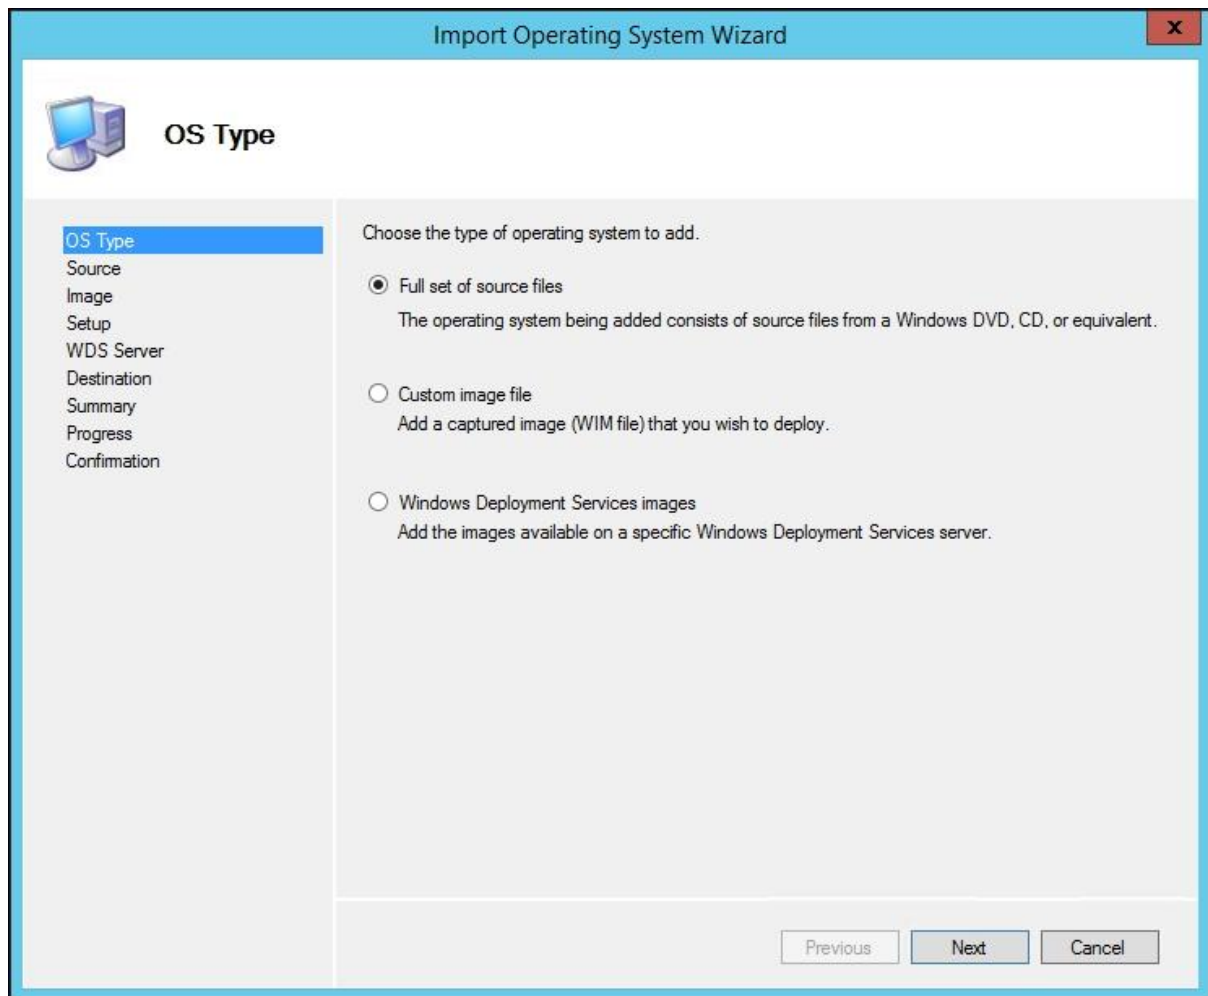 Import Operating System Wizard
x
OS Type
OS Type
Source
Image
Setup
WDS Server
Destination
Summary
Progress
Confirmation
Choose the type of operating system to add.
Full set of source files
The operating system being added consists of source files from a Windows DVD, CD, or equivalent.
Custom image file
Add a captured image (WIM file) that you wish to deploy.
Windows Deployment Services images
Add the images available on a specific Windows Deployment Services server.
Previous Next Cancel